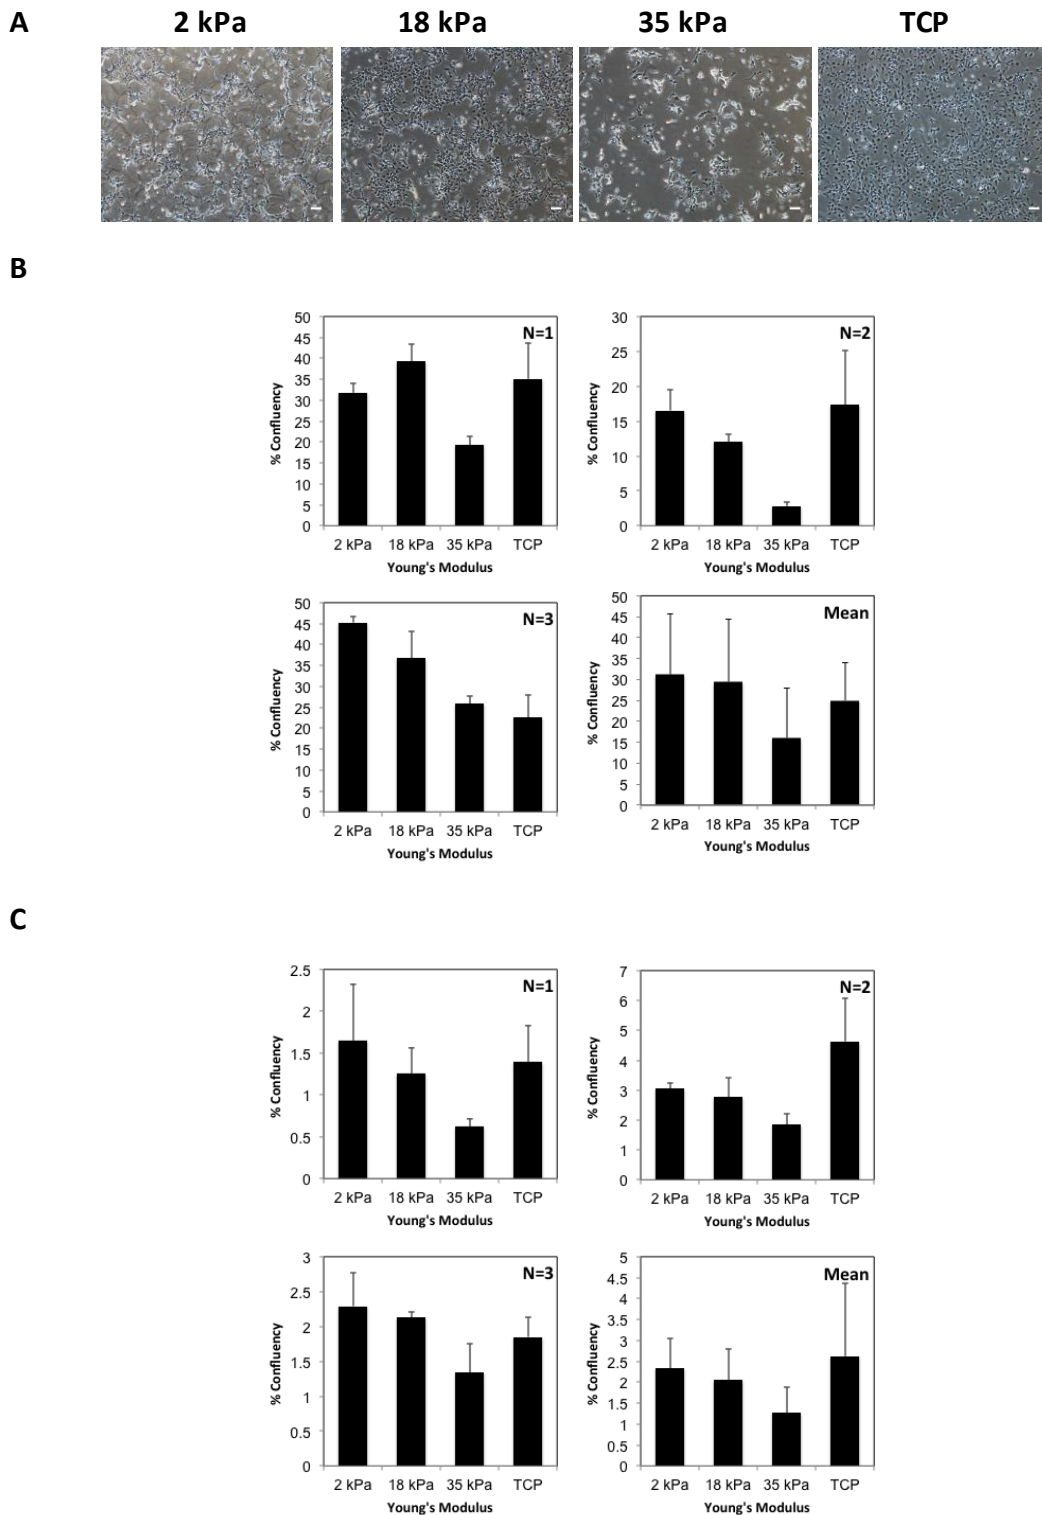 A 2 kPa 18 kPa 35 kPa TCP
B
50
45
40
35
30
25
20
15
10
5
0
% Confluency
N=1
2 kPa 18 kPa 35 kPa TCP
Young's Modulus
30
25
20
15
10
5
0
% Confluency
N=2
2 kPa 18 kPa 35 kPa TCP
Young's Modulus
50
45
40
35
30
25
20
15
10
5
0
% Confluency
N=3
2 kPa 18 kPa 35 kPa TCP
Young's Modulus
50
45
40
35
30
25
20
15
10
5
0
% Confluency
Mean
2 kPa 18 kPa 35 kPa TCP
Young's Modulus
C
2.5
2
1.5
1
0.5
0
% Confluency
N=1
2 kPa 18 kPa 35 kPa TCP
Young's Modulus
7
6
5
4
3
2
1
0
% Confluency
N=2
2 kPa 18 kPa 35 kPa TCP
Young's Modulus
3
2.5
2
1.5
1
0.5
0
% Confluency
N=3
2 kPa 18 kPa 35 kPa TCP
Young's Modulus
5
4.5
4
3.5
3
2.5
2
1.5
1
0.5
0
% Confluency
Mean
2 kPa 18 kPa 35 kPa TCP
Young's Modulus